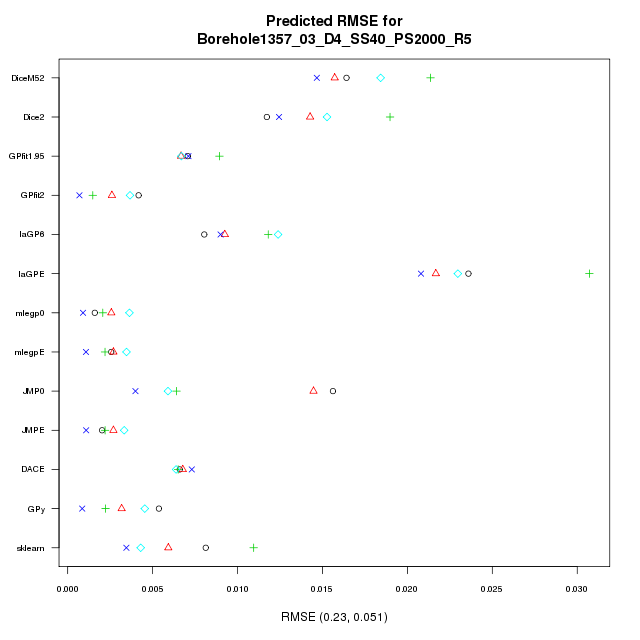 Predicted RMSE for
Borehole1357_03_D4_SS40_PS2000_R5
DiceM52
Dice2
GPfit1.95
GPfit2
laGP6
laGPE
mlegp0
mlegpE
JMP0
JMPE
DACE
GPy
sklearn
0.000 0.005 0.010 0.015 0.020 0.025 0.030
RMSE (0.23, 0.051)